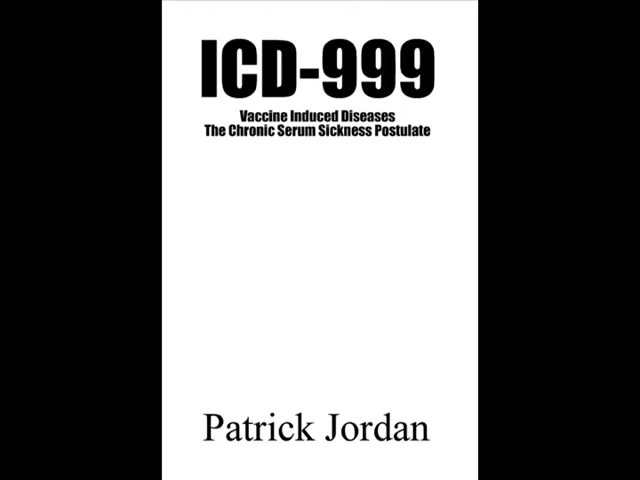 ICD-999
Vaccine Induced Diseases
The Chronic Serum Sickness Postulate
Patrick Jordan